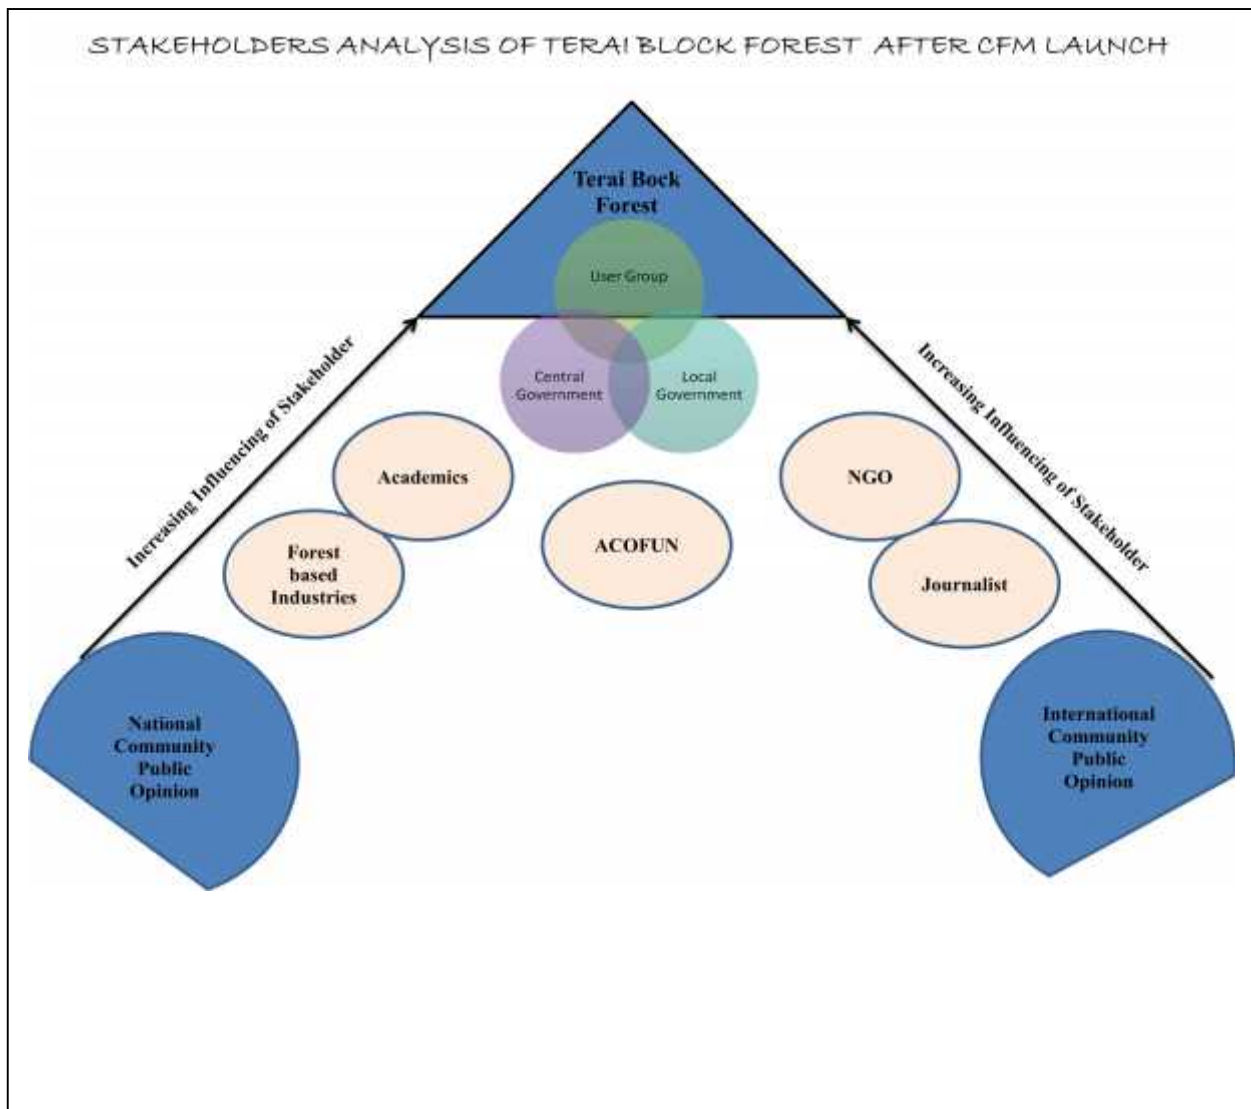 STAKEHOLDERS ANALYSIS OF TERAI BLOCK FOREST AFTER CFM LAUNCH
Terai Bock
Forest
User Group
Central
Government
Local
Government
Increasing Influencing of Stakeholder
Increasing Influencing of Stakeholder
Academics
NGO
Forest
based
Industries
ACOFUN
Journalist
National
Community
Public
Opinion
International
Community
Public
Opinion